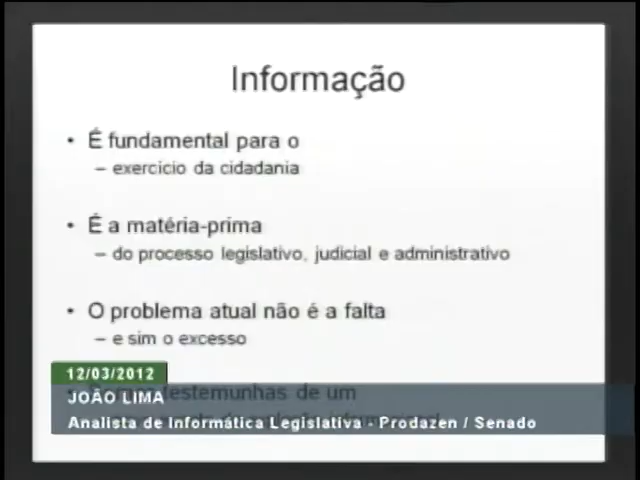 Informação
• É fundamental para o
– exercício da cidadania
• É a matéria-prima
– do processo legislativo, judicial e administrativo
• O problema atual não é a falta
– e sim o excesso
12/03/2012
testemunhas de um
JOÃO LIMA
Analista de Informática Legislativa - Prodazen / Senado